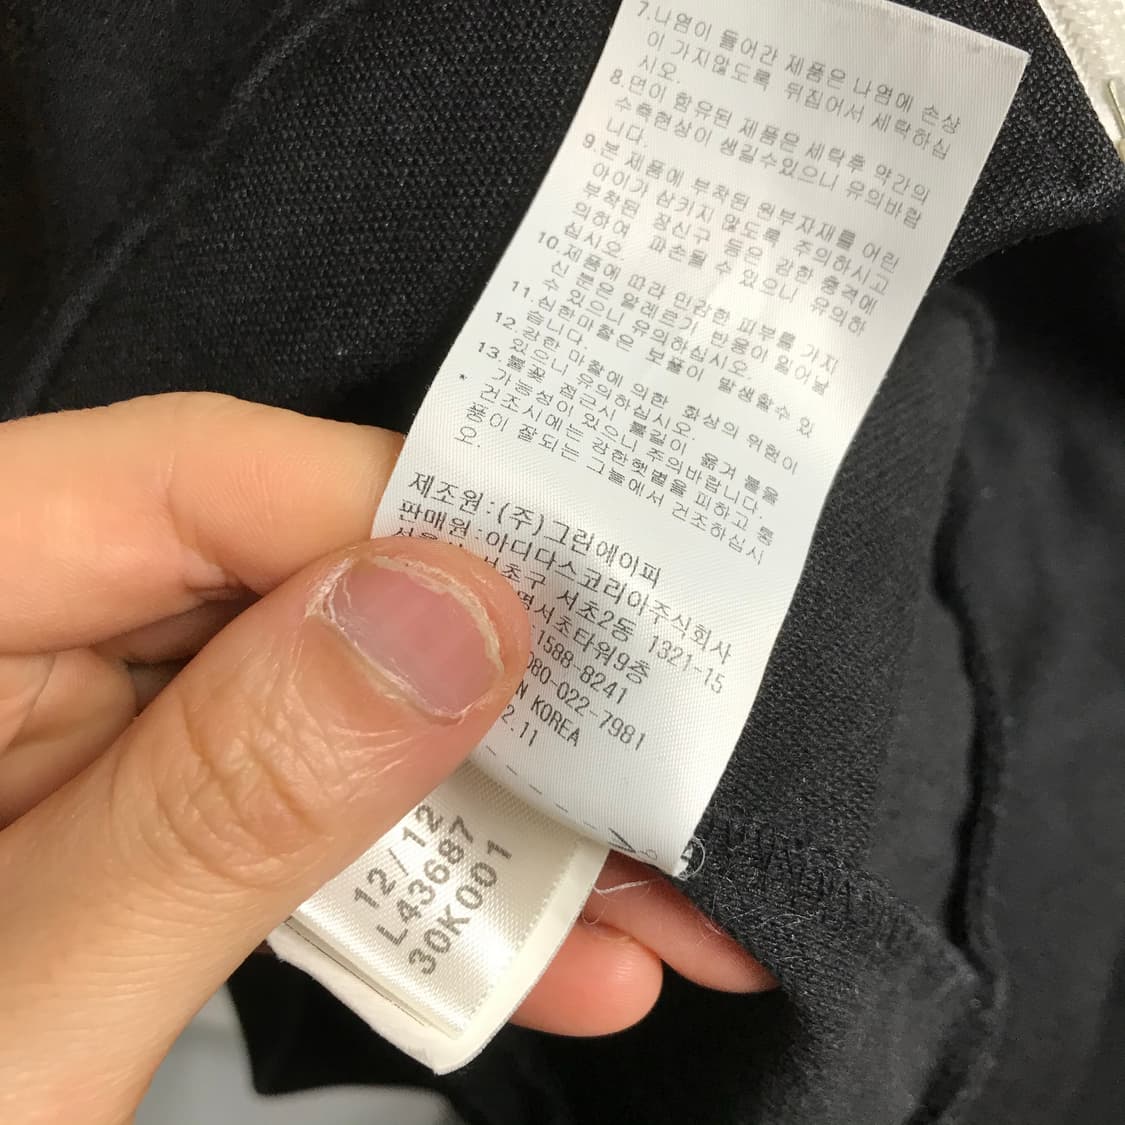 7.나염이 들어간 제품은 나염에 손상
이 가지않도록 뒤집어서 세탁하십
시오.
8.면이 함유된 제품은 세탁후 약간의
수축현상이 생길수있으니 유의바랍
니다.
9.본 제품에 부착된 원부자재를 어린
아이가 삼키지 않도록 주의하시고
부착된 장신구 등은 강한 충격에
의하여 파손될 수 있으니 유의하
십시오.
10.제품에 따라 민감한 피부를 가지
신 분은 알레르기 반응이 일어날
수 있으니 유의하십시오.
11.심한마찰은 보풀이 발생할수 있
습니다.
12.강한 마찰에 의한 화상의 위험이
있으니 유의하십시오.
13.불꽃 접근시 불길이 옮겨 붙을
가능성이 있으니 주의바랍니다.
* 건조시에는 강한햇볕을 피하고 통
풍이 잘되는 그늘에서 건조하십시
오.
제조원:(주)그린에이퍼
판매원:아디다스코리아주식회사
서초구 서초2동 1321-15
서초타워9층
1588-8241
080-022-7981
KOREA
.11
12/12
L43687
30K001